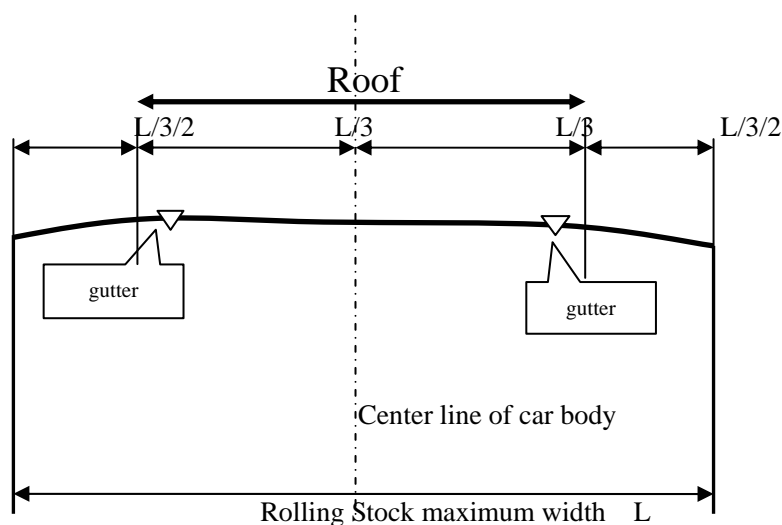 Roof
L/3/2 L/3 L/3 L/3/2
gutter
gutter
Center line of car body
Rolling Stock maximum width L